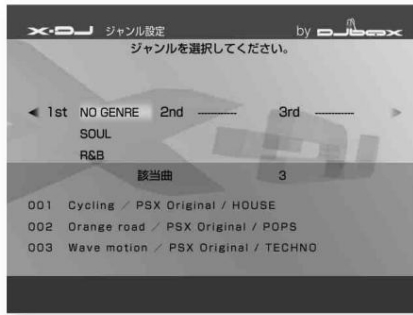 X-DJ ジャンル設定 by DJbox
ジャンルを選択してください。
◀ 1st NO GENRE 2nd ---------- 3rd ---------- ▶
SOUL
R&B
該当曲 3
001 Cycling / PSX Original / HOUSE
002 Orange road / PSX Original / POPS
003 Wave motion / PSX Original / TECHNO